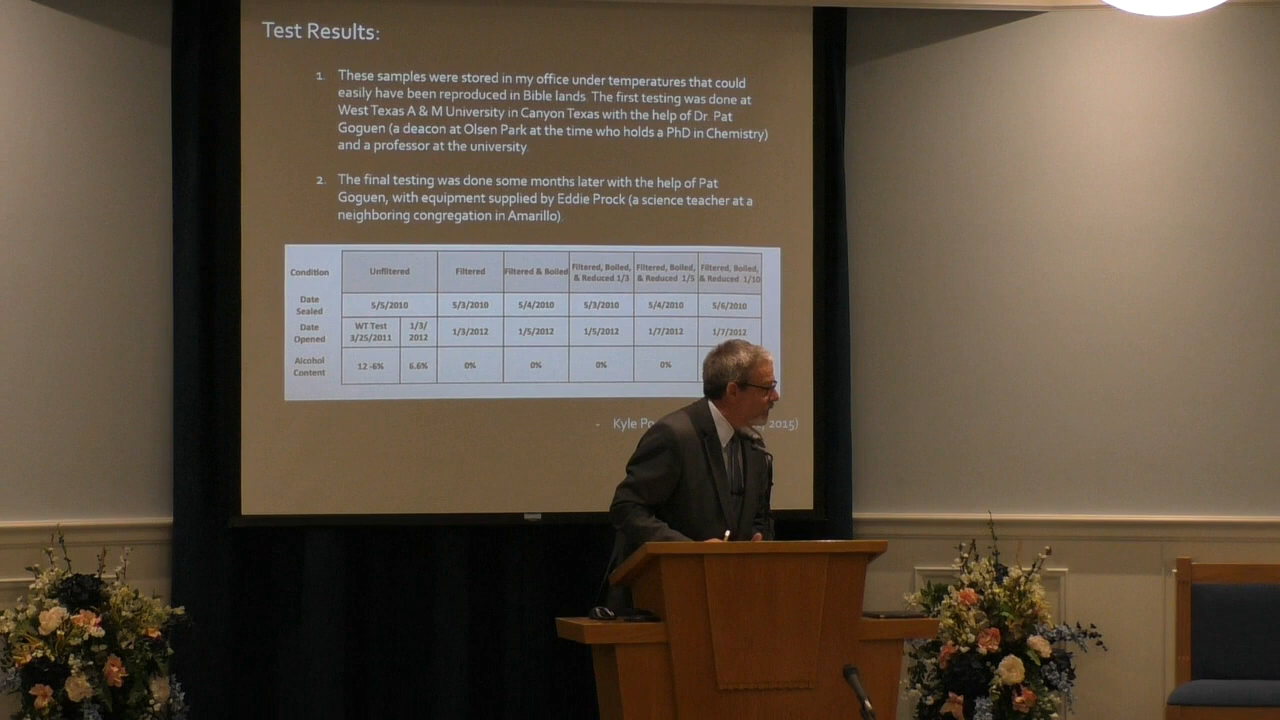 Test Results:
1. These samples were stored in my office under temperatures that could
easily have been reproduced in Bible lands. The first testing was done at
West Texas A & M University in Canyon Texas with the help of Dr. Pat
Goguen (a deacon at Olsen Park at the time who holds a PhD in Chemistry)
and a professor at the university.
2. The final testing was done some months later with the help of Pat
Goguen, with equipment supplied by Eddie Prock (a science teacher at a
neighboring congregation in Amarillo).
Condition Unfiltered Filtered Filtered & Boiled Filtered, Boiled, & Reduced 1/3 Filtered, Boiled, & Reduced 1/5 Filtered, Boiled, & Reduced 1/10
Date Sealed 5/5/2010 5/3/2010 5/4/2010 5/3/2010 5/4/2010 5/6/2010
Date Opened WT Test 3/25/2011 1/3/2012 1/3/2012 1/5/2012 1/5/2012 1/7/2012 1/7/2012
Alcohol Content 12 -6% 6.6% 0% 0% 0% 0%
- Kyle 2015)